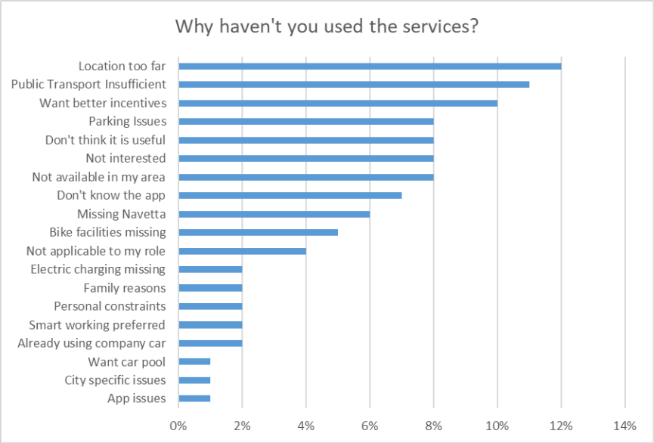 Why haven't you used the services?
Location too far
Public Transport Insufficient
Want better incentives
Parking Issues
Don't think it is useful
Not interested
Not available in my area
Don't know the app
Missing Navetta
Bike facilities missing
Not applicable to my role
Electric charging missing
Family reasons
Personal constraints
Smart working preferred
Already using company car
Want car pool
City specific issues
App issues
0% 2% 4% 6% 8% 10% 12% 14%